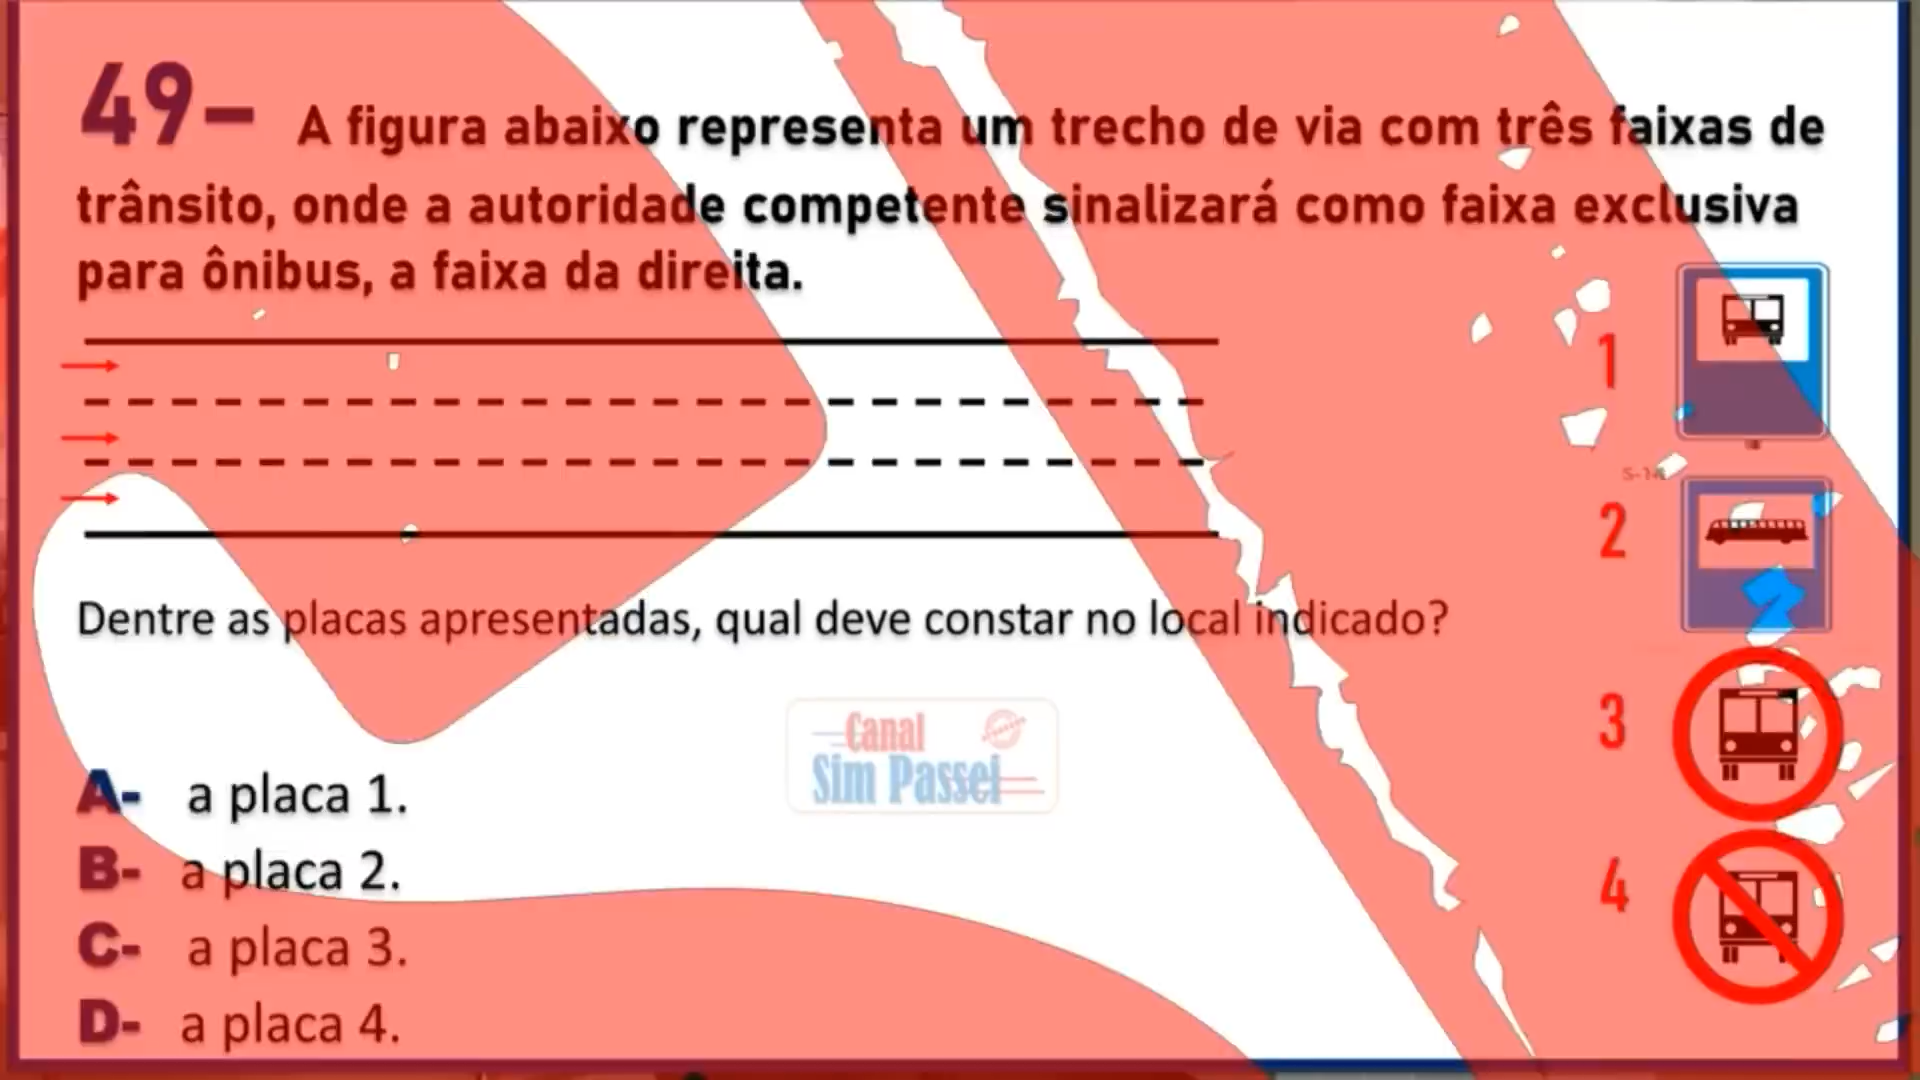 49- A figura abaixo representa um trecho de via com três faixas de
trânsito, onde a autoridade competente sinalizará como faixa exclusiva
para ônibus, a faixa da direita.
1
S-14
2
Dentre as placas apresentadas, qual deve constar no local indicado?
3
Canal
Sim Passei
A- a placa 1.
B- a placa 2.
4
C- a placa 3.
D- a placa 4.